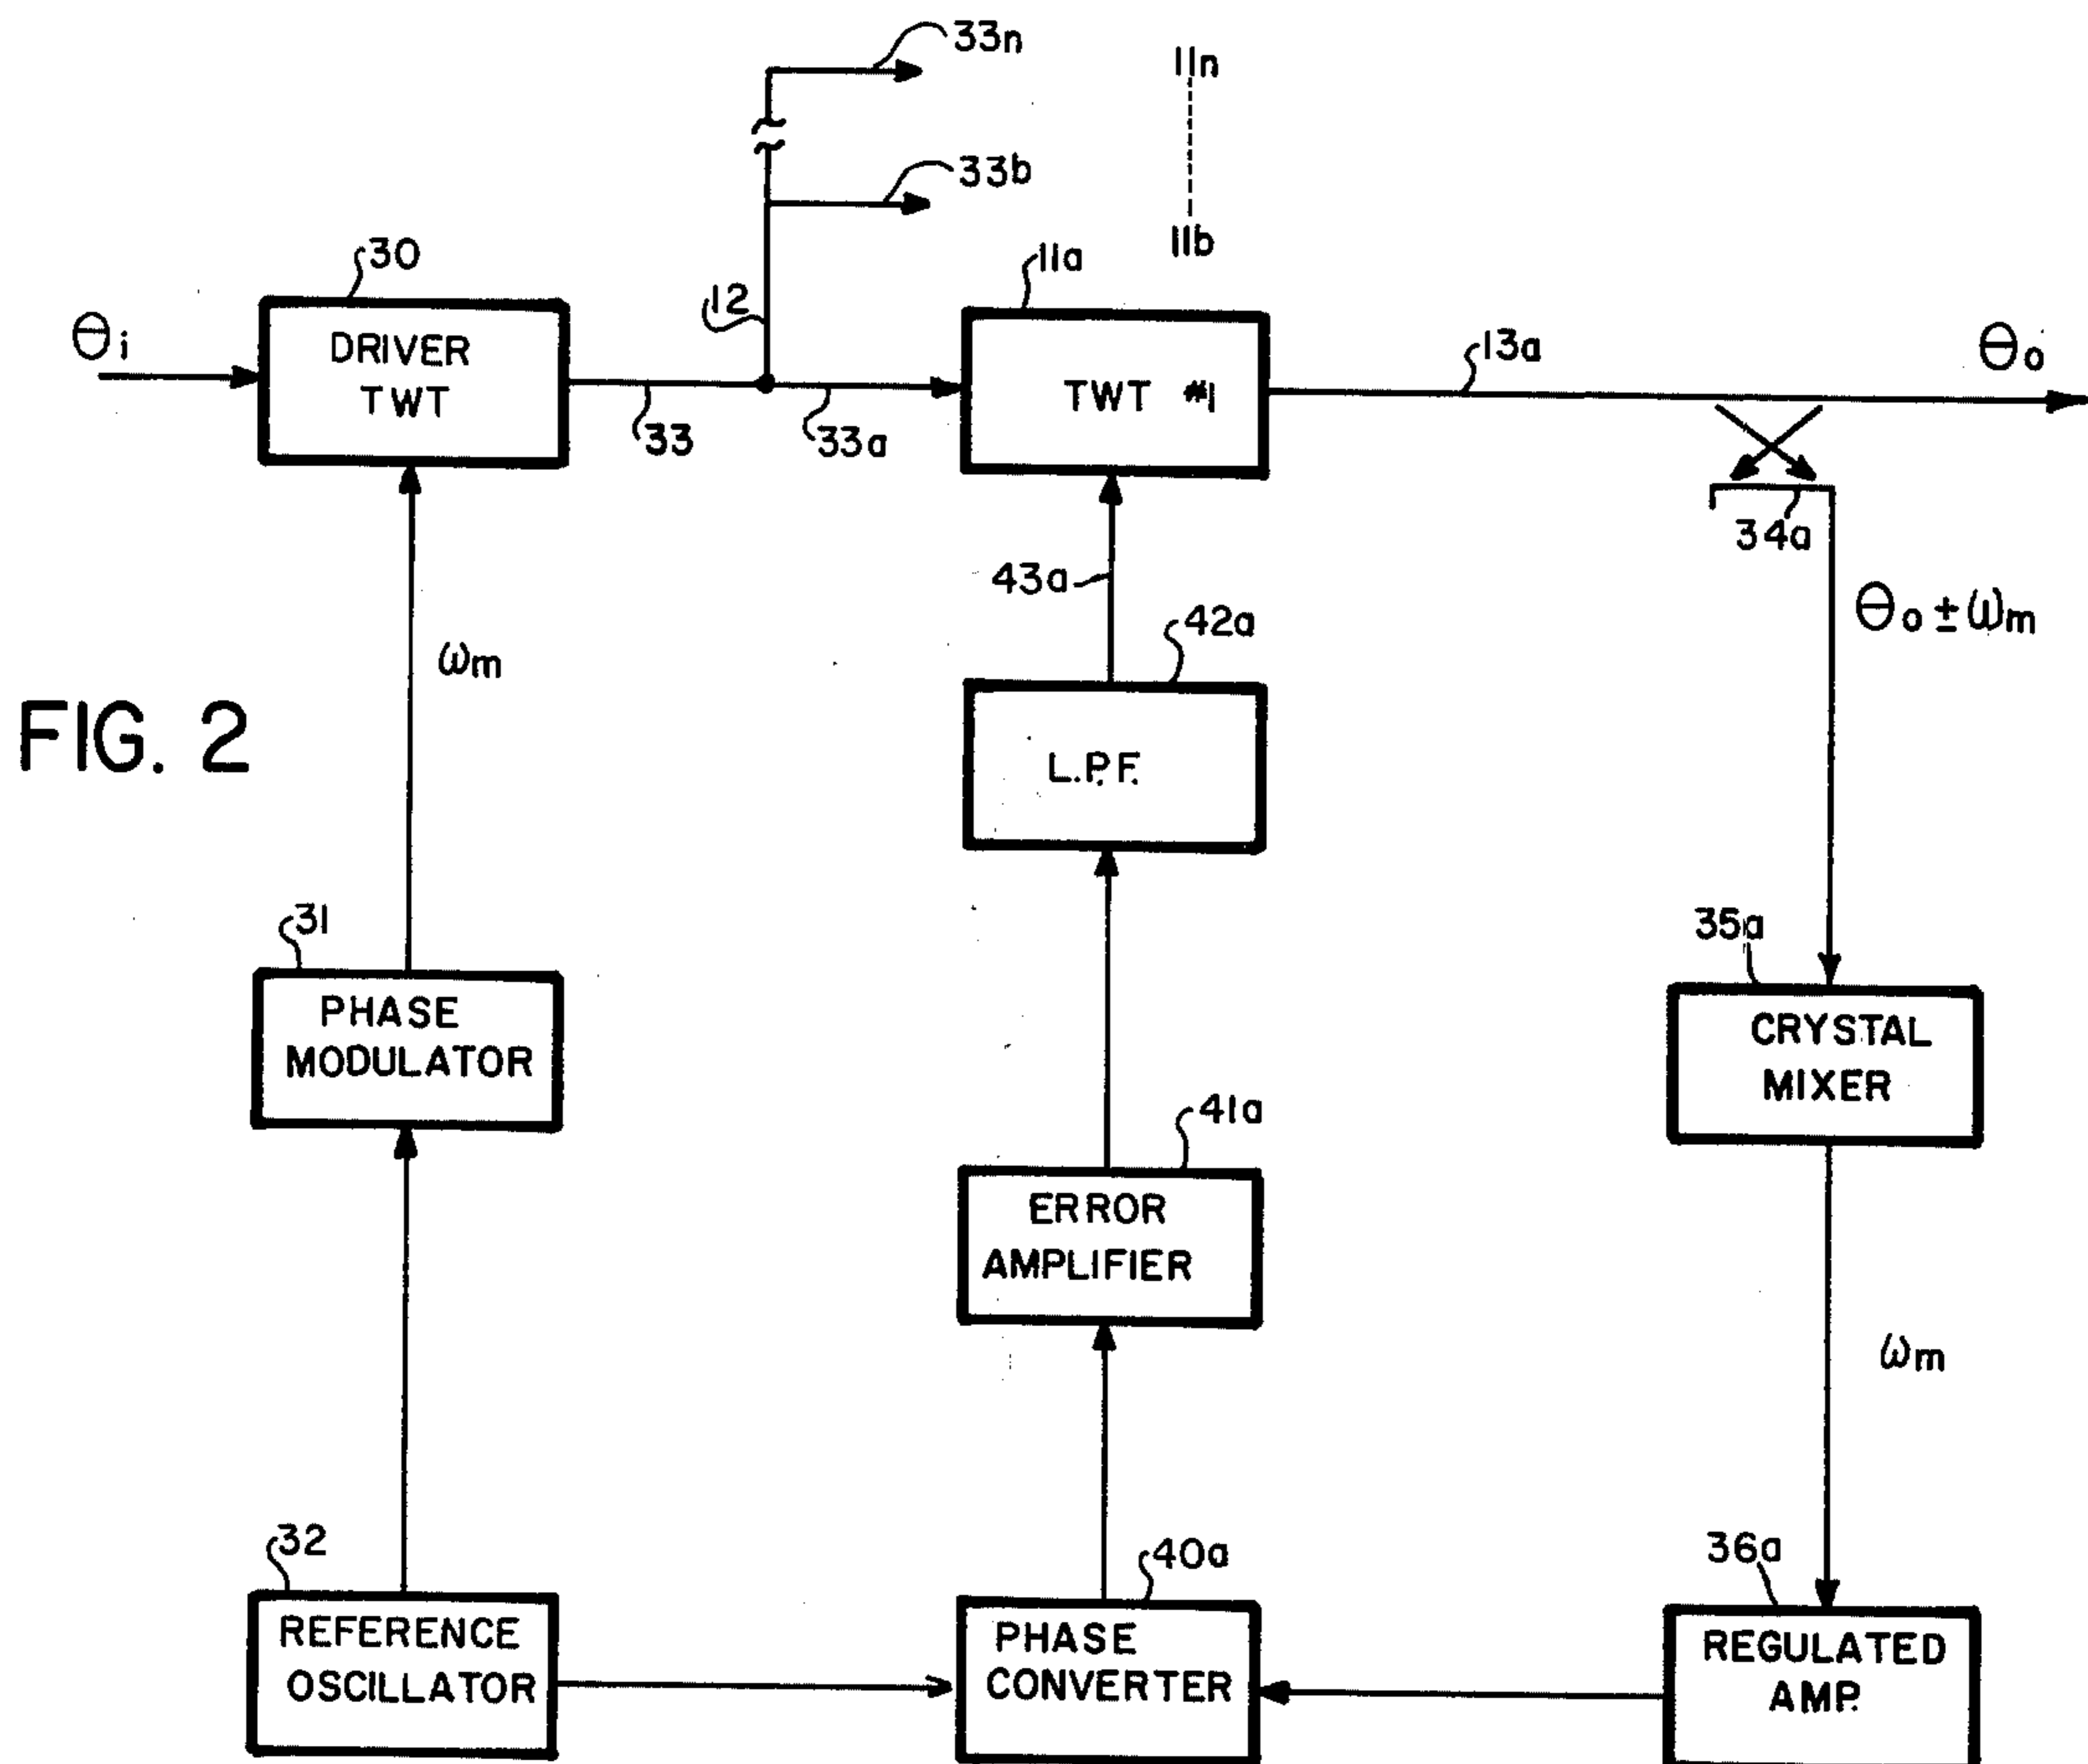 33n
11n
33b
11b
30
12
11a
13a
θi
DRIVER
TWT
33
33a
TWT #1
θo
34a
43a
θo ± ωm
42a
ωm
FIG. 2
L.P.F.
31
35a
PHASE
MODULATOR
CRYSTAL
MIXER
41a
ERROR
AMPLIFIER
ωm
32
40a
36a
REFERENCE
OSCILLATOR
PHASE
CONVERTER
REGULATED
AMP.